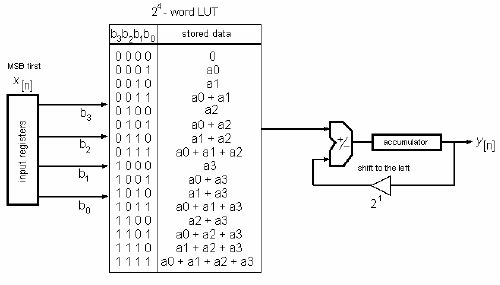 2^4 - word LUT
b3b2b1b0 stored data
MSB first
x[n]
input registers
b3
b2
b1
b0
0 0 0 0 0
0 0 0 1 a0
0 0 1 0 a1
0 0 1 1 a0 + a1
0 1 0 0 a2
0 1 0 1 a0 + a2
0 1 1 0 a1 + a2
0 1 1 1 a0 + a1 + a2
1 0 0 0 a3
1 0 0 1 a0 + a3
1 0 1 0 a1 + a3
1 0 1 1 a0 + a1 + a3
1 1 0 0 a2 + a3
1 1 0 1 a0 + a2 + a3
1 1 1 0 a1 + a2 + a3
1 1 1 1 a0 + a1 + a2 + a3
+/-
accumulator
y[n]
shift to the left
2^1